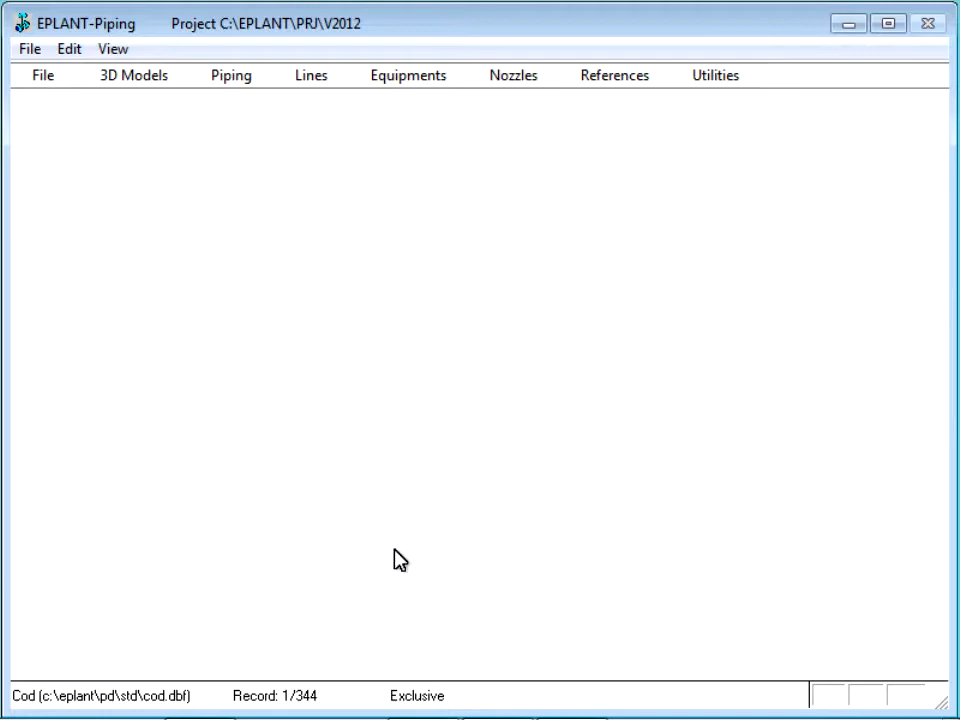 EPLANT-Piping Project C:\EPLANT\PRJ\V2012
File Edit View
File 3D Models Piping Lines Equipments Nozzles References Utilities
Cod (c:\eplant\pd\std\cod.dbf) Record: 1/344 Exclusive